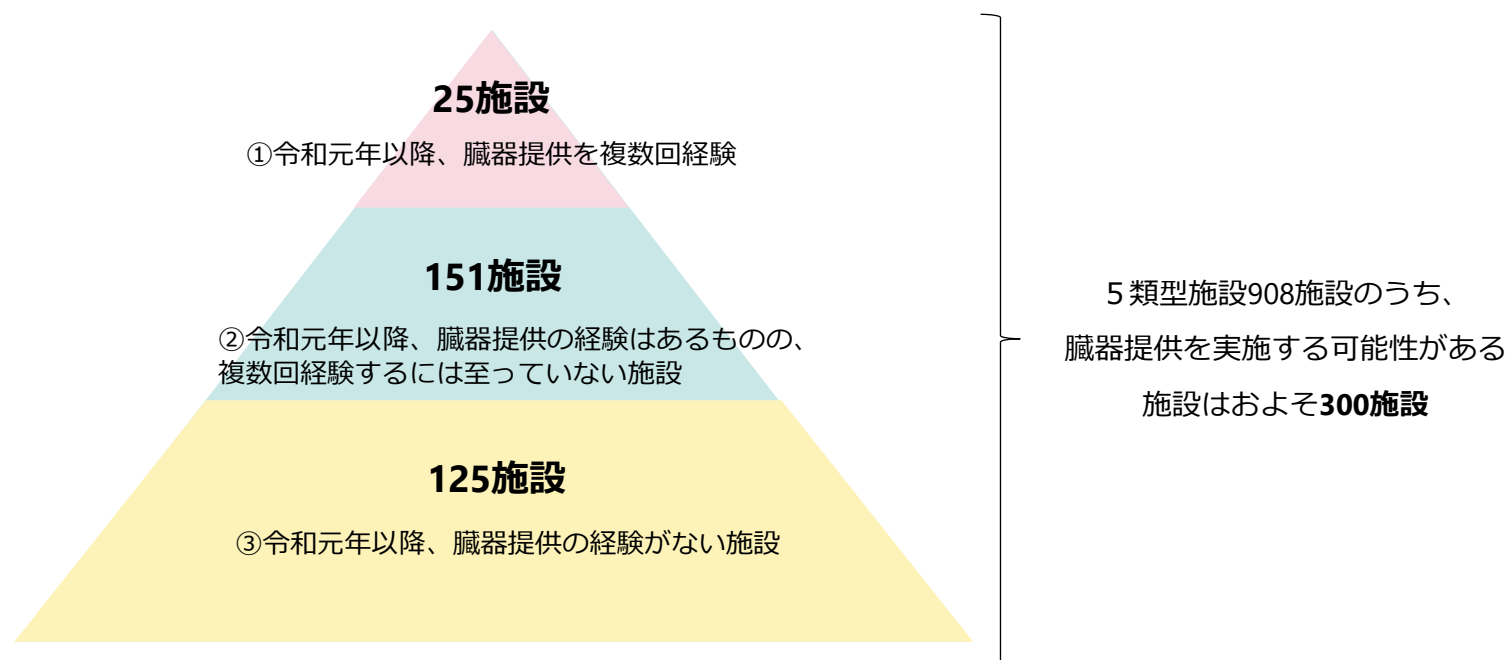 25施設
①令和元年以降、臓器提供を複数回経験
151施設
②令和元年以降、臓器提供の経験はあるものの、
複数回経験するには至っていない施設
125施設
③令和元年以降、臓器提供の経験がない施設
５類型施設908施設のうち、
臓器提供を実施する可能性がある
施設はおよそ300施設